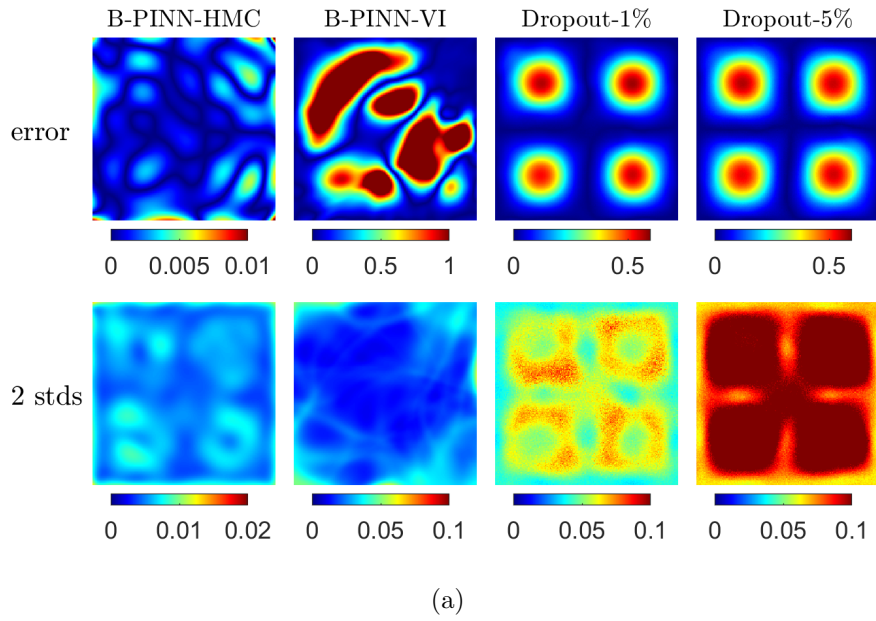 B-PINN-HMC B-PINN-VI Dropout-1% Dropout-5%
error
0 0.005 0.01 0 0.5 1 0 0.5 0 0.5
2 stds
0 0.01 0.02 0 0.05 0.1 0 0.05 0.1 0 0.05 0.1
(a)